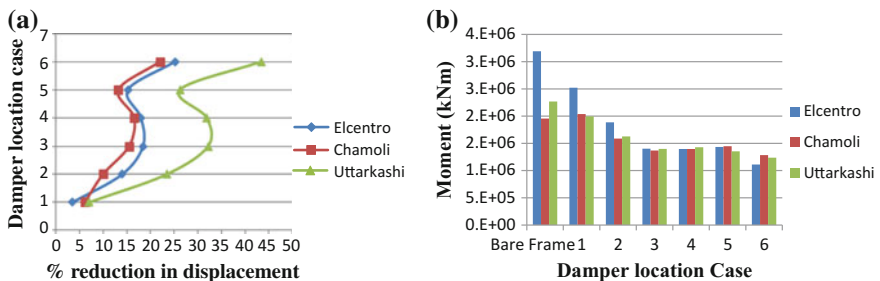 (a)
Damper location case
7
6
5
4
3
2
1
0
0 5 10 15 20 25 30 35 40 45 50
% reduction in displacement
Elcentro
Chamoli
Uttarkashi
(b)
Moment (kNm)
4.E+06
3.E+06
3.E+06
2.E+06
2.E+06
1.E+06
5.E+05
0.E+00
Bare Frame 1 2 3 4 5 6
Damper location Case
Elcentro
Chamoli
Uttarkashi